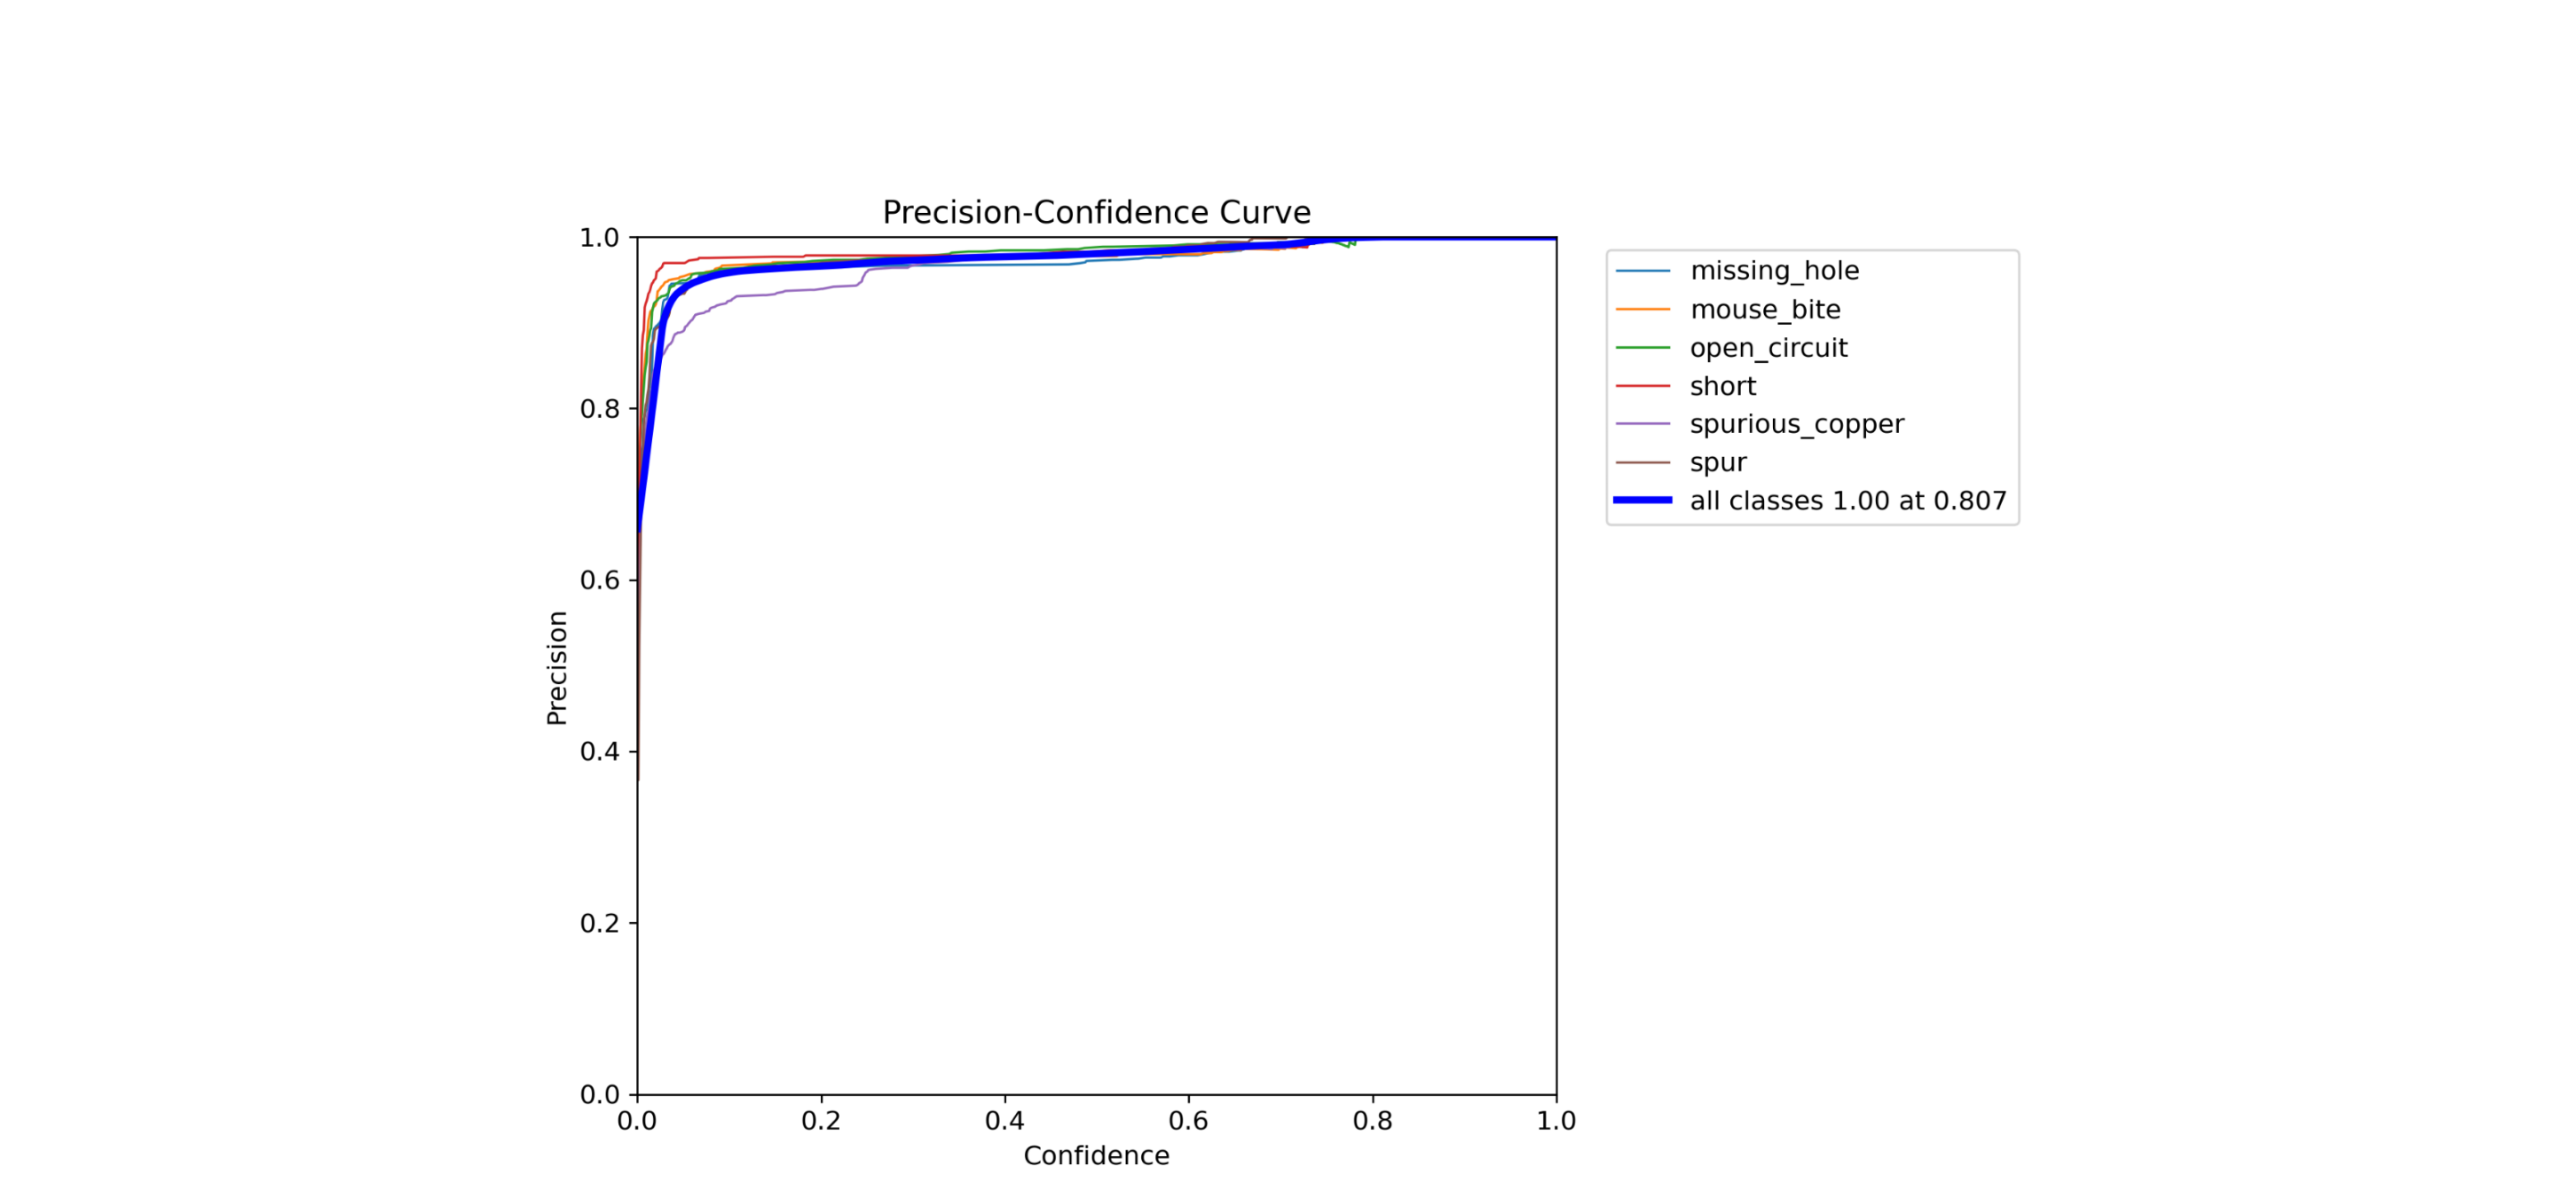 Precision-Confidence Curve
1.0
0.8
0.6
0.4
0.2
0.0
Precision
0.0 0.2 0.4 0.6 0.8 1.0
Confidence
missing_hole
mouse_bite
open_circuit
short
spurious_copper
spur
all classes 1.00 at 0.807